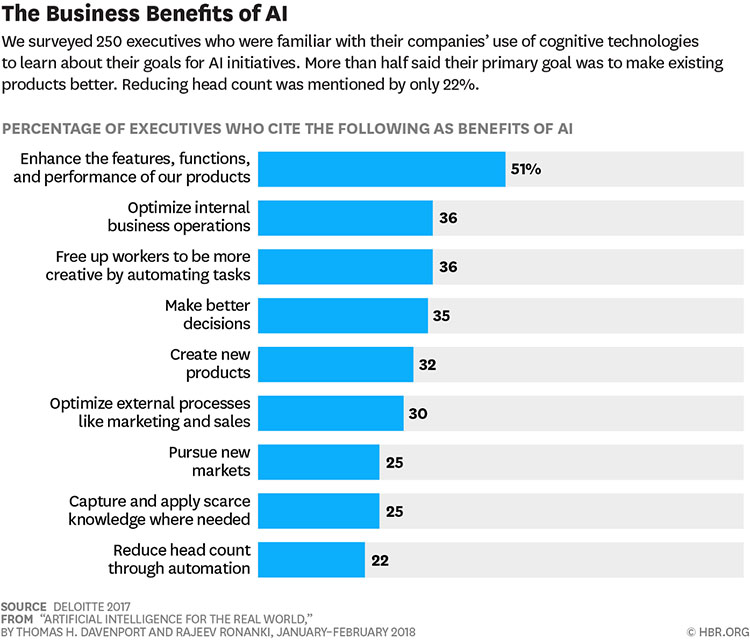 The Business Benefits of AI
We surveyed 250 executives who were familiar with their companies’ use of cognitive technologies
to learn about their goals for AI initiatives. More than half said their primary goal was to make existing
products better. Reducing head count was mentioned by only 22%.
PERCENTAGE OF EXECUTIVES WHO CITE THE FOLLOWING AS BENEFITS OF AI
Enhance the features, functions,
and performance of our products
51%
Optimize internal
business operations
36
Free up workers to be more
creative by automating tasks
36
Make better
decisions
35
Create new
products
32
Optimize external processes
like marketing and sales
30
Pursue new
markets
25
Capture and apply scarce
knowledge where needed
25
Reduce head count
through automation
22
SOURCE DELOITTE 2017
FROM “ARTIFICIAL INTELLIGENCE FOR THE REAL WORLD,”
BY THOMAS H. DAVENPORT AND RAJEEV RONANKI, JANUARY–FEBRUARY 2018
© HBR.ORG